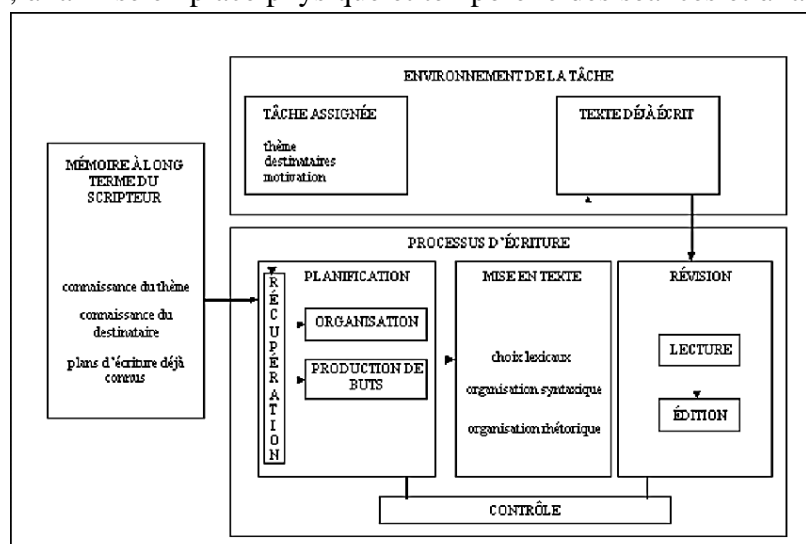 ENVIRONNEMENT DE LA TÂCHE
TÂCHE ASSIGNÉE
thème
destinataires
motivation
TEXTE DÉJÀ ÉCRIT
MÉMOIRE À LONG
TERME DU
SCRIPTEUR
connaissance du thème
connaissance du
destinataire
plans d'écriture déjà
connus
PROCESSUS D'ÉCRITURE
RÉCUPÉRATION
PLANIFICATION
ORGANISATION
PRODUCTION DE
BUTS
MISE EN TEXTE
choix lexicaux
organisation syntaxique
organisation rhétorique
RÉVISION
LECTURE
ÉDITION
CONTRÔLE